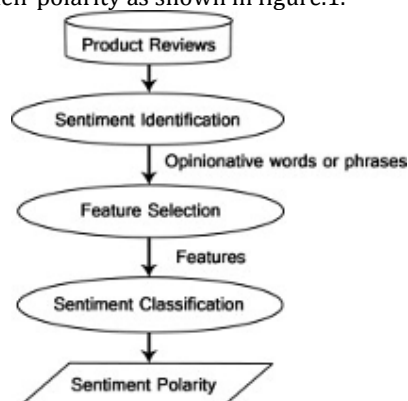 polarity as shown in figure.1.
Product Reviews
Sentiment Identification
Opinionative words or phrases
Feature Selection
Features
Sentiment Classification
Sentiment Polarity